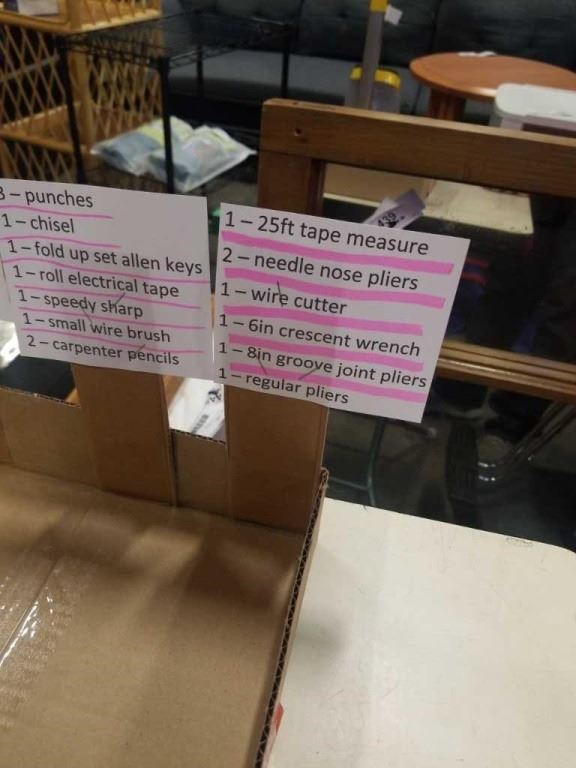 3 – punches
1 – chisel
1 – fold up set allen keys
1 – roll electrical tape
1 – speedy sharp
1 – small wire brush
2 – carpenter pencils
1 – 25ft tape measure
2 – needle nose pliers
1 – wire cutter
1 – 6in crescent wrench
1 – 8in groove joint pliers
1 – regular pliers
439